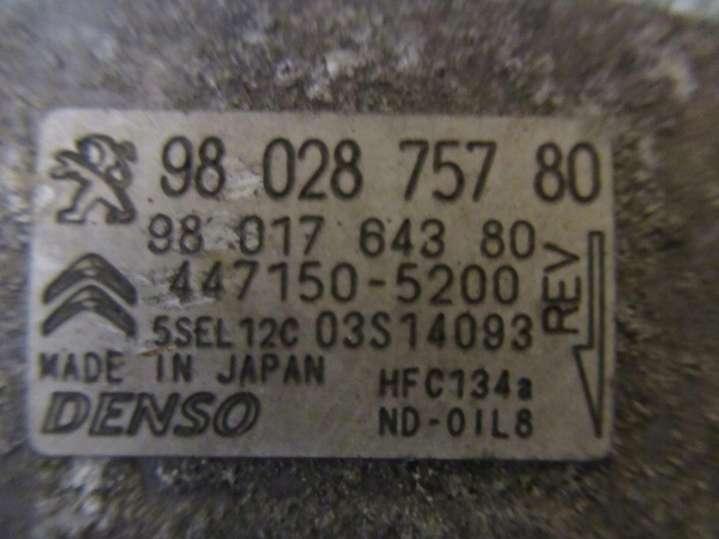 98 028 757 80
98 017 643 80
447150-5200
5SEL12C 03S14093
REV
MADE IN JAPAN HFC134a
DENSO ND-OIL8